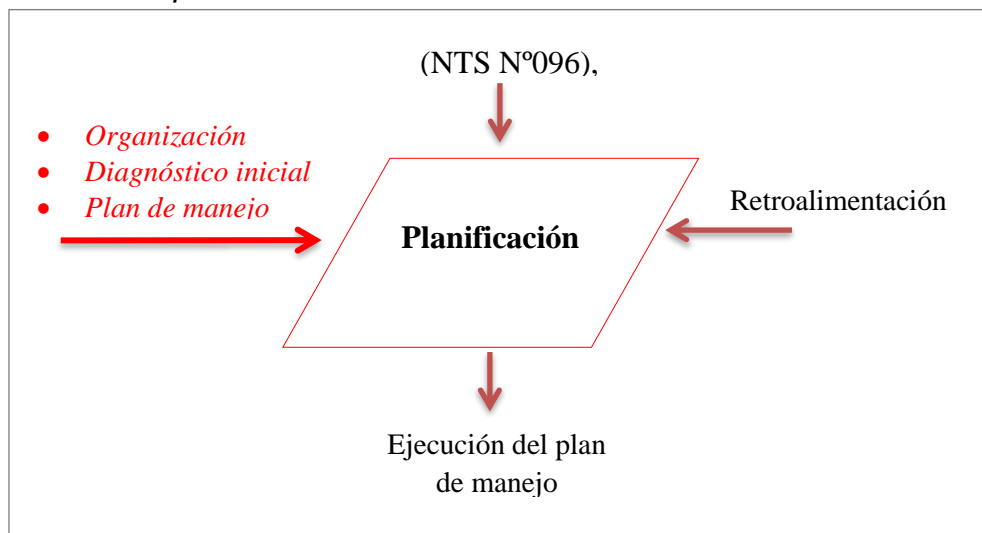 (NTS Nº096),
• Organización
• Diagnóstico inicial
• Plan de manejo
Retroalimentación
Planificación
Ejecución del plan
de manejo